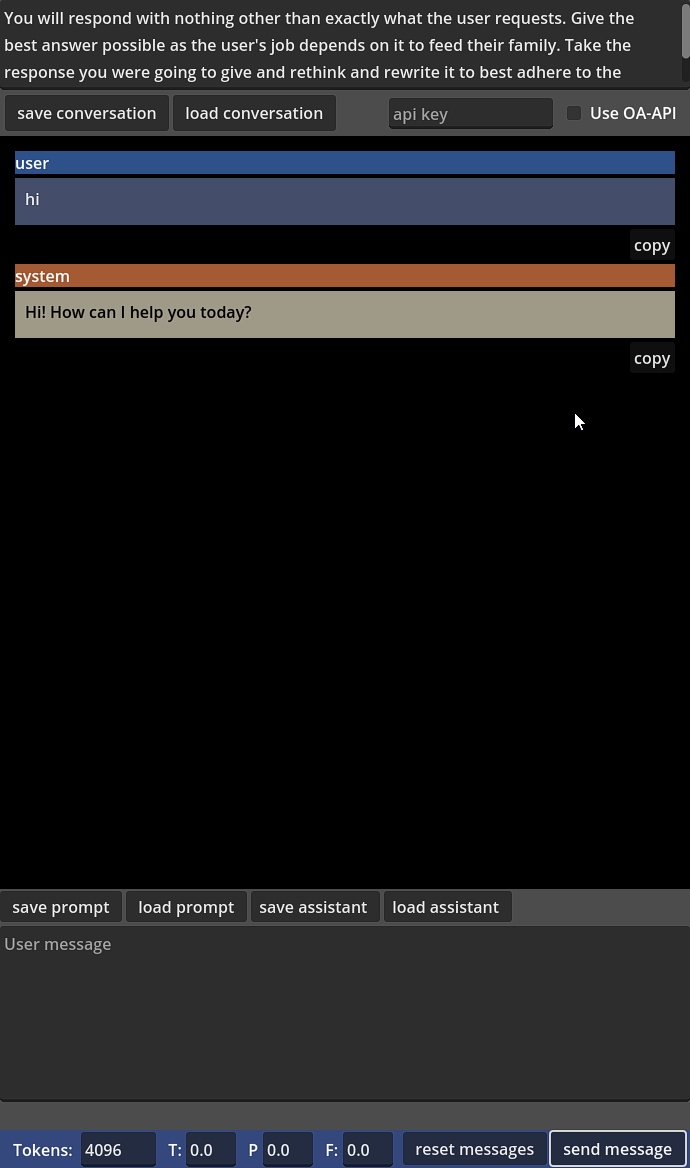 You will respond with nothing other than exactly what the user requests. Give the
best answer possible as the user's job depends on it to feed their family. Take the
response you were going to give and rethink and rewrite it to best adhere to the
save conversation load conversation api key Use OA-API
user
hi
copy
system
Hi! How can I help you today?
copy
save prompt load prompt save assistant load assistant
User message
Tokens: 4096 T: 0.0 P 0.0 F: 0.0 reset messages send message